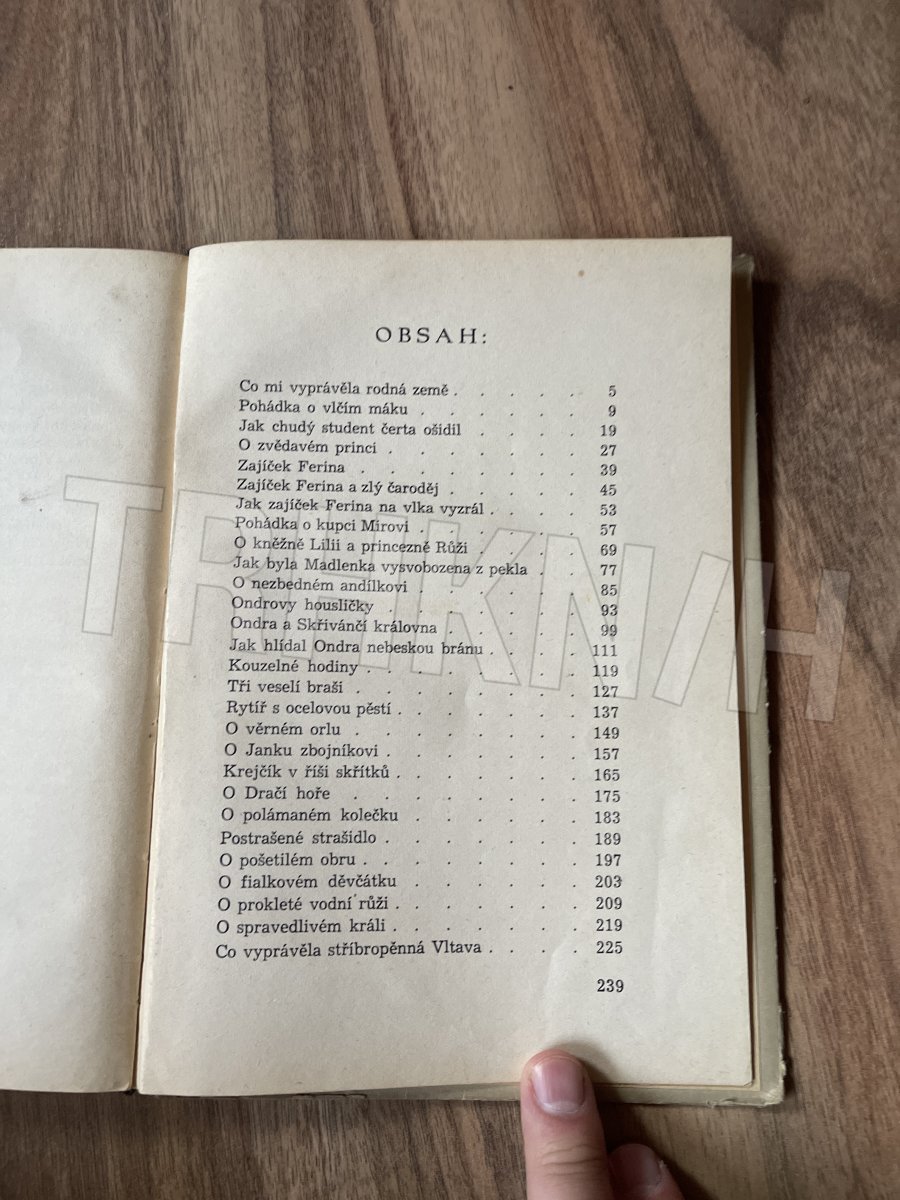 OBSAH:
Co mi vyprávěla rodná země . . . . . 5
Pohádka o vlčím máku . . . . . . 9
Jak chudý student čerta ošidil . . . . 19
O zvědavém princi . . . . . . . 27
Zajíček Ferina . . . . . . . 39
Zajíček Ferina a zlý čaroděj . . . . . 45
Jak zajíček Ferina na vlka vyzrál . . . . 53
Pohádka o kupci Mírovi . . . . . . 57
O kněžně Lilii a princezně Růži . . . . . 69
Jak byla Madlenka vysvobozena z pekla . . 77
O nezbedném andílkovi . . . . . . 85
Ondrovy housličky . . . . . . . 93
Ondra a Skřivánčí královna . . . . . 99
Jak hlídal Ondra nebeskou bránu . . . . 111
Kouzelné hodiny . . . . . . . 119
Tři veselí braši . . . . . . . 127
Rytíř s ocelovou pěstí . . . . . . 137
O věrném orlu . . . . . . . 149
O Janku zbojníkovi . . . . . . 157
Krejčík v říši skřítků . . . . . . 165
O Dračí hoře . . . . . . . 175
O polámaném kolečku . . . . . . 183
Postrašené strašidlo . . . . . . 189
O pošetilém obru . . . . . . . 197
O fialkovém děvčátku . . . . . . 203
O prokleté vodní růži . . . . . . 209
O spravedlivém králi . . . . . . 219
Co vyprávěla stříbropěnná Vltava . . . . 225
239
TRHKNIH